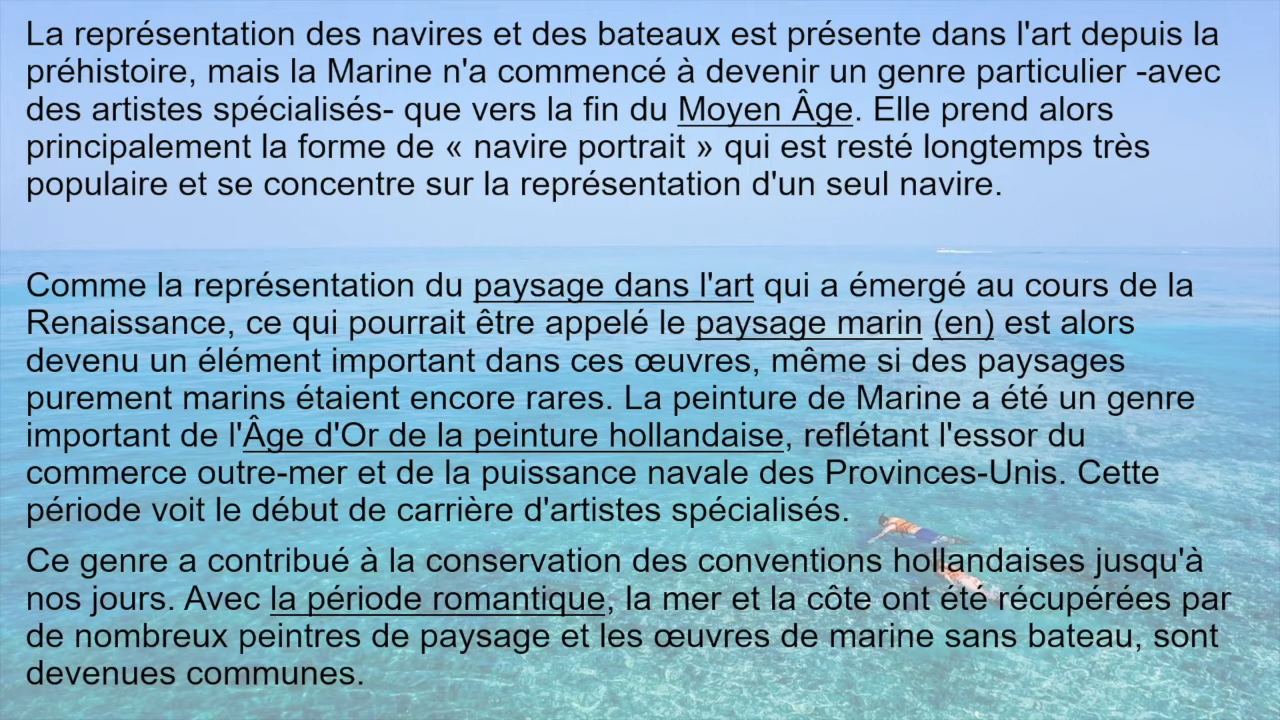 La représentation des navires et des bateaux est présente dans l'art depuis la
préhistoire, mais la Marine n'a commencé à devenir un genre particulier -avec
des artistes spécialisés- que vers la fin du Moyen Âge. Elle prend alors
principalement la forme de « navire portrait » qui est resté longtemps très
populaire et se concentre sur la représentation d'un seul navire.
Comme la représentation du paysage dans l'art qui a émergé au cours de la
Renaissance, ce qui pourrait être appelé le paysage marin (en) est alors
devenu un élément important dans ces œuvres, même si des paysages
purement marins étaient encore rares. La peinture de Marine a été un genre
important de l'Âge d'Or de la peinture hollandaise, reflétant l'essor du
commerce outre-mer et de la puissance navale des Provinces-Unis. Cette
période voit le début de carrière d'artistes spécialisés.
Ce genre a contribué à la conservation des conventions hollandaises jusqu'à
nos jours. Avec la période romantique, la mer et la côte ont été récupérées par
de nombreux peintres de paysage et les œuvres de marine sans bateau, sont
devenues communes.